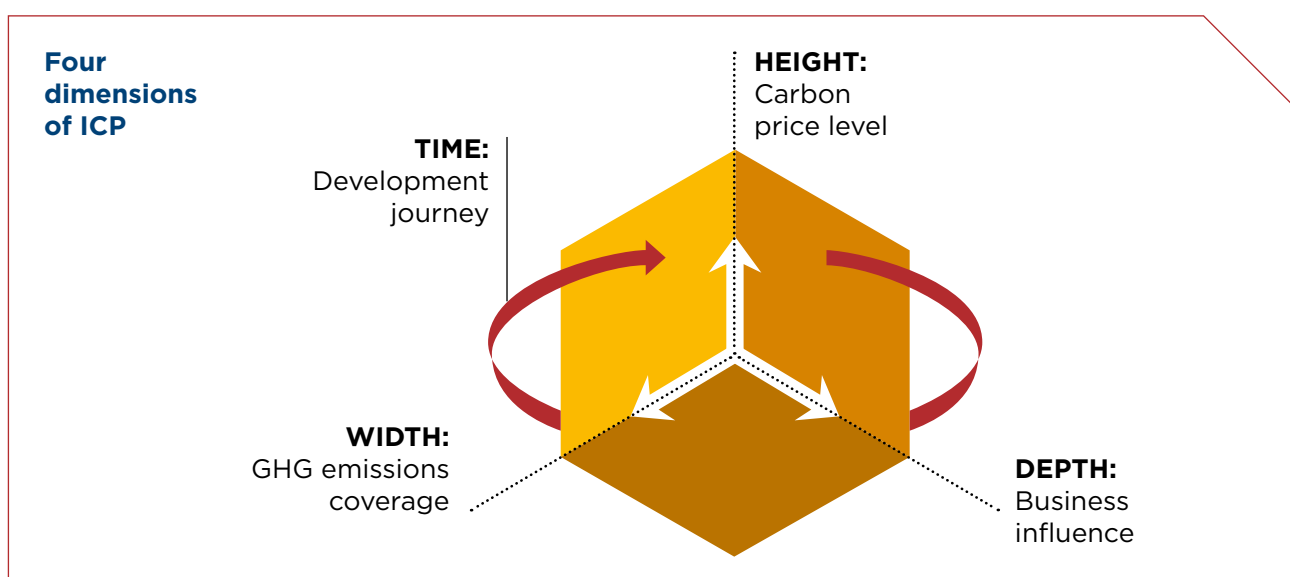 Four
dimensions
of ICP
HEIGHT:
Carbon
price level
TIME:
Development
journey
WIDTH:
GHG emissions
coverage
DEPTH:
Business
influence